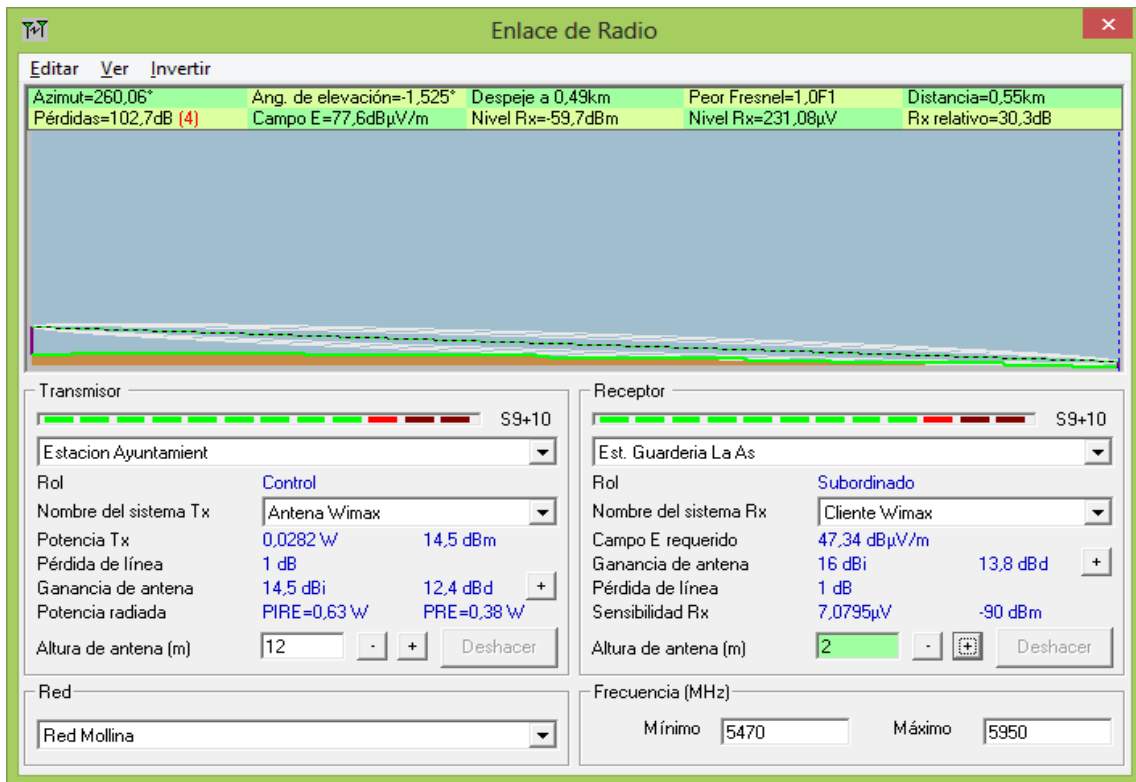 Enlace de Radio
Editar Ver Invertir
Azimut=260,06° Ang. de elevación=-1,525° Despeje a 0,49km Peor Fresnel=1,0F1 Distancia=0,55km
Pérdidas=102,7dB (4) Campo E=77,6dBµV/m Nivel Rx=-59,7dBm Nivel Rx=231,08µV Rx relativo=30,3dB
Transmisor
S9+10
Estacion Ayuntamient
Rol Control
Nombre del sistema Tx Antena Wimax
Potencia Tx 0,0282 W 14,5 dBm
Pérdida de línea 1 dB
Ganancia de antena 14,5 dBi 12,4 dBd +
Potencia radiada PIRE=0,63 W PRE=0,38 W
Altura de antena (m) 12 - + Deshacer
Red
Red Mollina
Receptor
S9+10
Est. Guarderia La As
Rol Subordinado
Nombre del sistema Rx Cliente Wimax
Campo E requerido 47,34 dBµV/m
Ganancia de antena 16 dBi 13,8 dBd +
Pérdida de línea 1 dB
Sensibilidad Rx 7,0795µV -90 dBm
Altura de antena (m) 2 - + Deshacer
Frecuencia (MHz)
Mínimo 5470 Máximo 5950